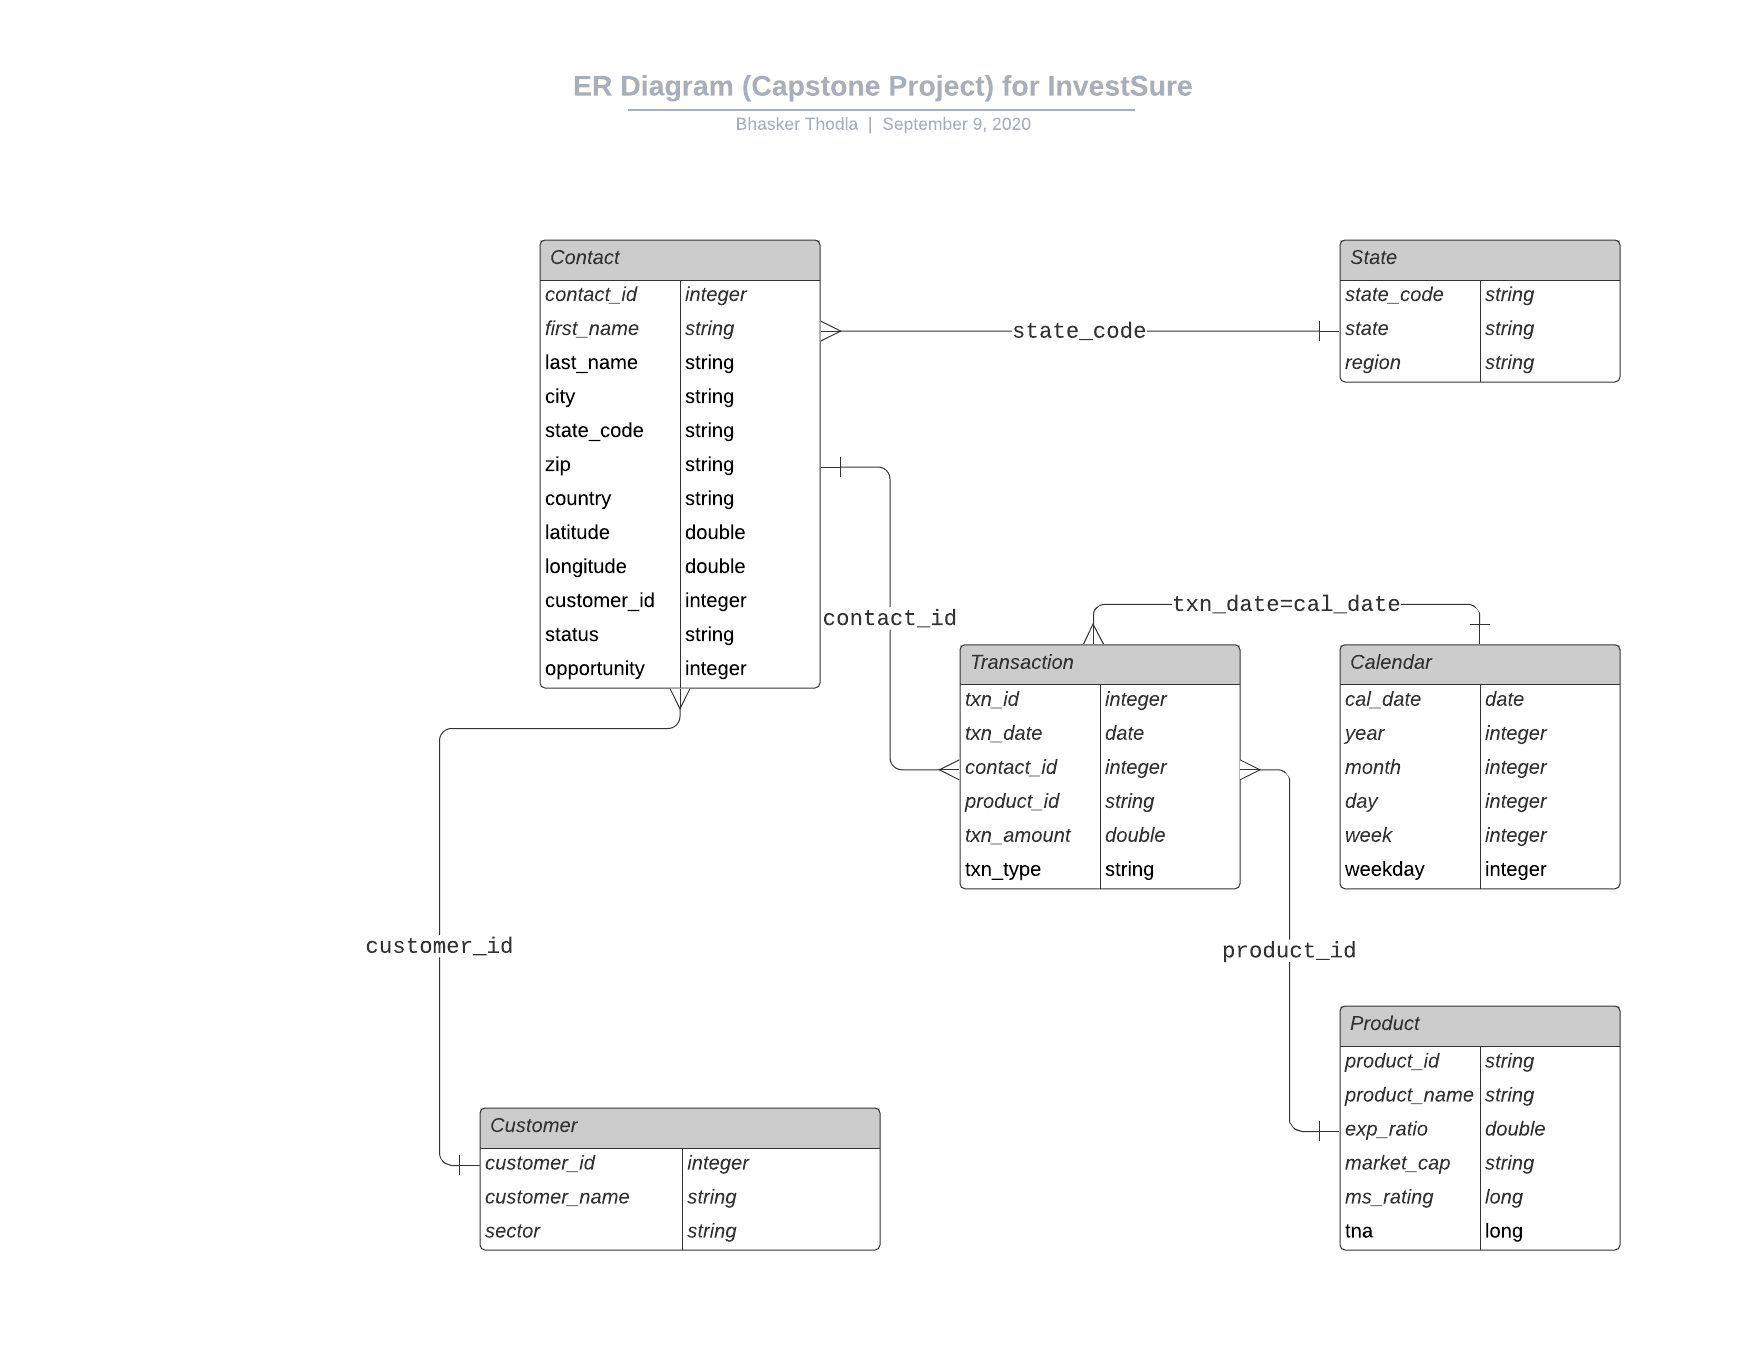 ER Diagram (Capstone Project) for InvestSure
Bhasker Thodla | September 9, 2020
Contact
contact_id integer
first_name string
last_name string
city string
state_code string
zip string
country string
latitude double
longitude double
customer_id integer
status string
opportunity integer
state_code
State
state_code string
state string
region string
contact_id
txn_date=cal_date
Transaction
txn_id integer
txn_date date
contact_id integer
product_id string
txn_amount double
txn_type string
Calendar
cal_date date
year integer
month integer
day integer
week integer
weekday integer
customer_id
product_id
Customer
customer_id integer
customer_name string
sector string
Product
product_id string
product_name string
exp_ratio double
market_cap string
ms_rating long
tna long